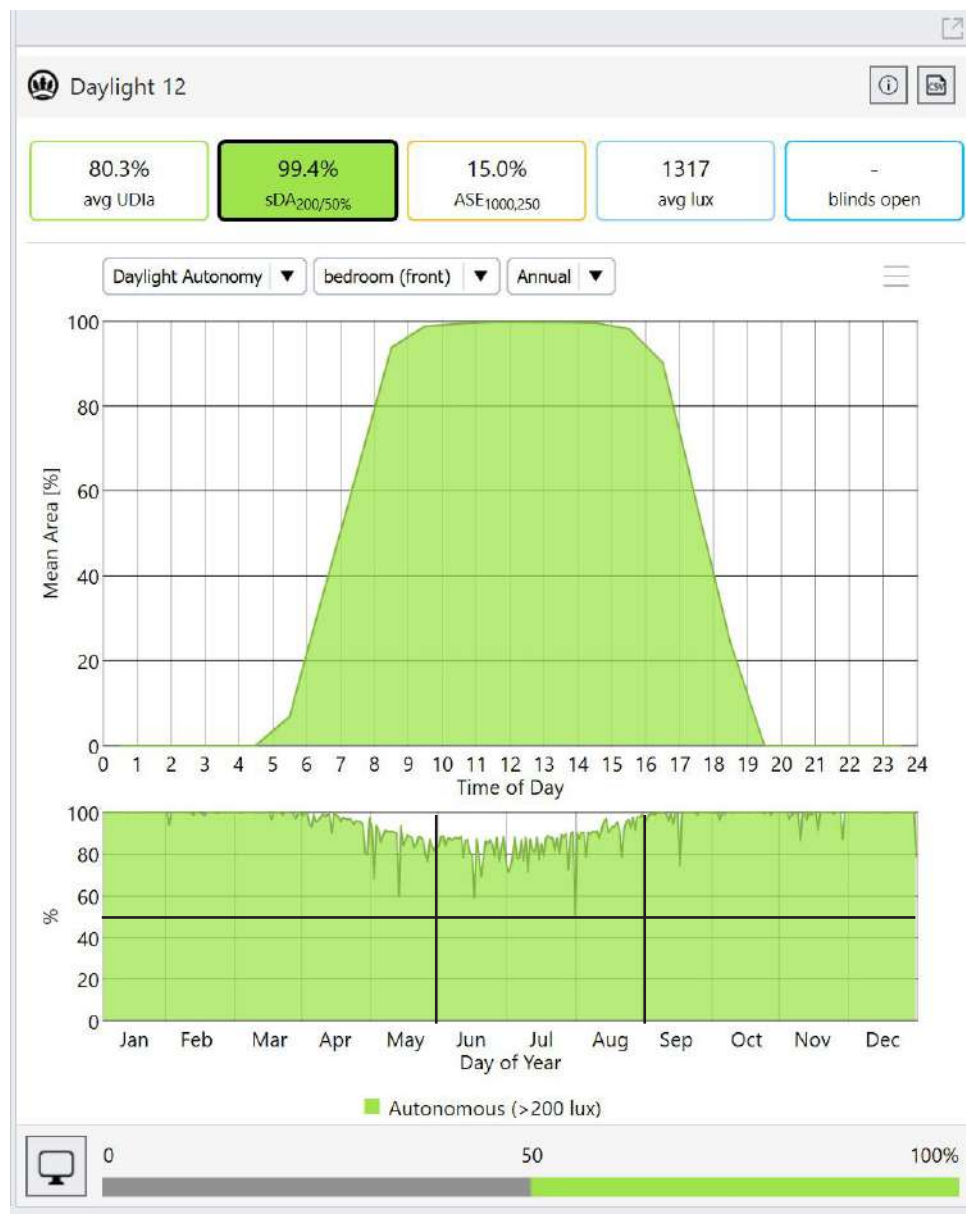 Daylight 12
CSV
80.3% 99.4% 15.0% 1317 -
avg UDIa sDA200/50% ASE1000,250 avg lux blinds open
Daylight Autonomy ▼ bedroom (front) ▼ Annual ▼
Mean Area [%]
100
80
60
40
20
0
0 1 2 3 4 5 6 7 8 9 10 11 12 13 14 15 16 17 18 19 20 21 22 23 24
Time of Day
%
100
80
60
40
20
0
Jan Feb Mar Apr May Jun Jul Aug Sep Oct Nov Dec
Day of Year
Autonomous (>200 lux)
0 50 100%